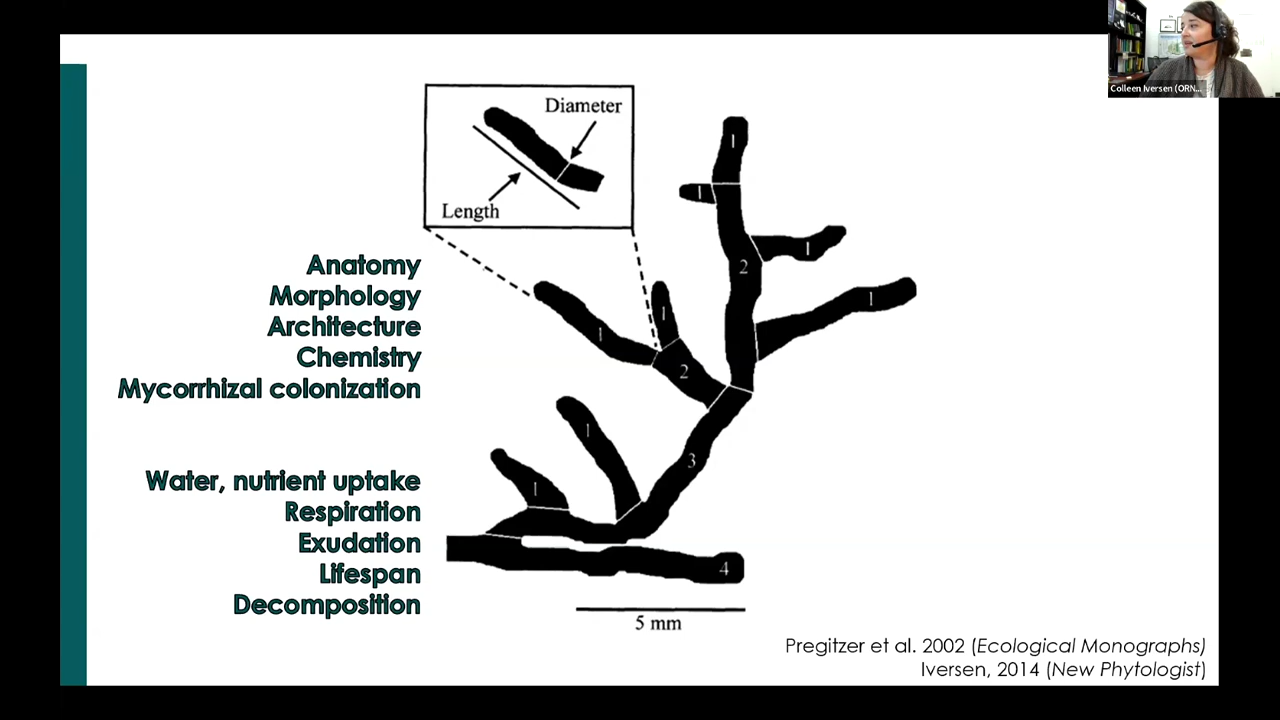 Colleen Iversen (ORN...
Diameter
Length
Anatomy
Morphology
Architecture
Chemistry
Mycorrhizal colonization
Water, nutrient uptake
Respiration
Exudation
Lifespan
Decomposition
1
1
1
2
1
1
1
2
1
3
1
4
5 mm
Pregitzer et al. 2002 (Ecological Monographs)
Iversen, 2014 (New Phytologist)